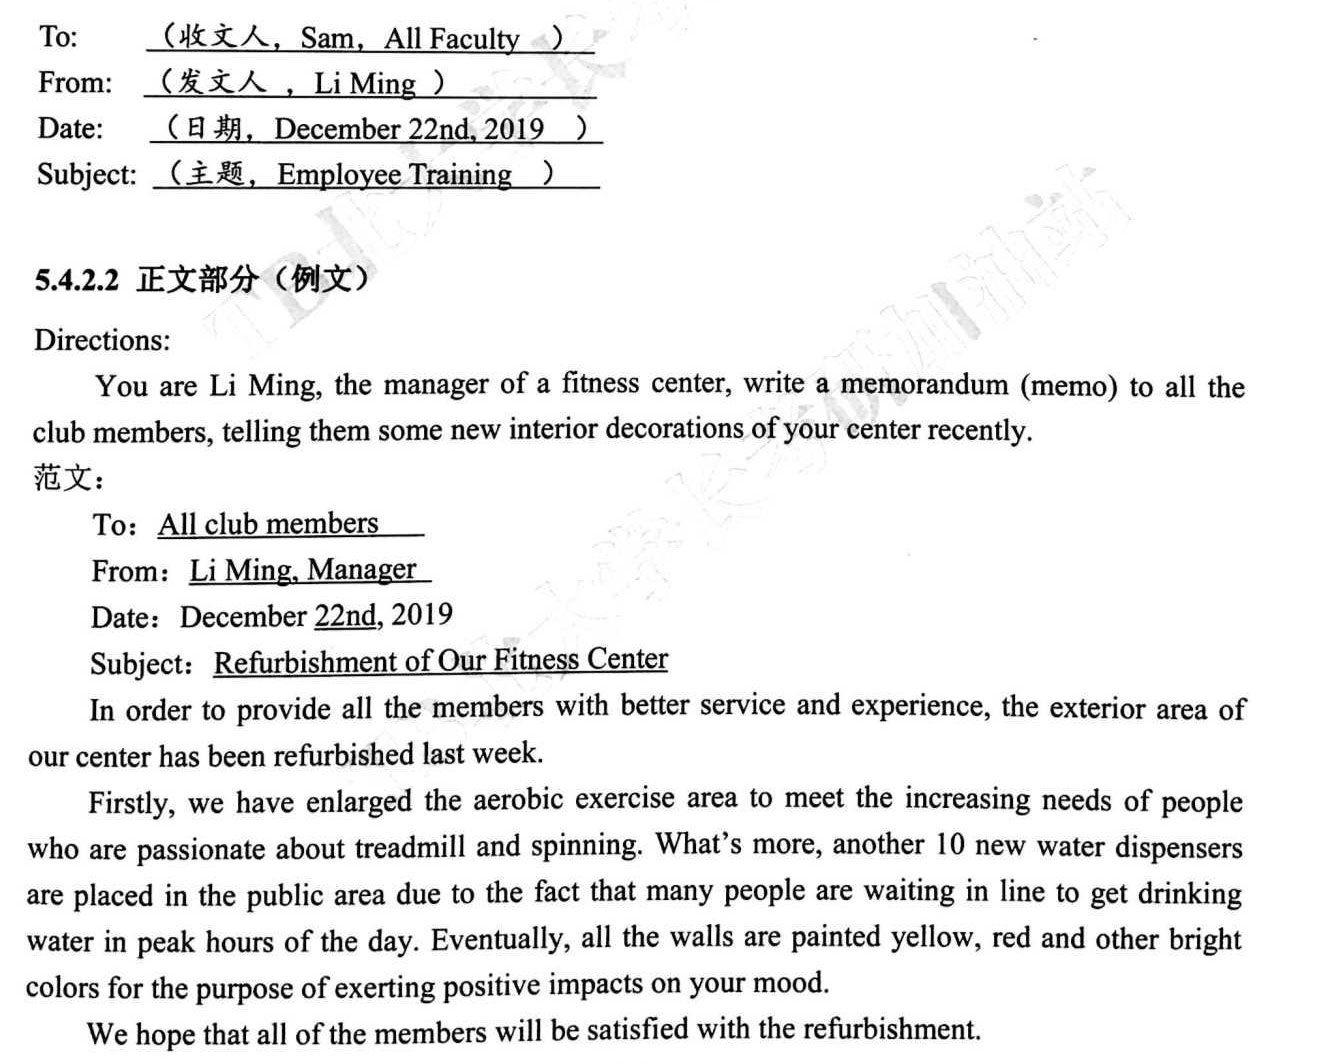 To: （收文人，Sam，All Faculty ）
From: （发文人 ，Li Ming ）
Date: （日期，December 22nd, 2019 ）
Subject: （主题，Employee Training ）
5.4.2.2 正文部分（例文）
Directions:
You are Li Ming, the manager of a fitness center, write a memorandum (memo) to all the
club members, telling them some new interior decorations of your center recently.
范文：
To： All club members
From： Li Ming, Manager
Date： December 22nd, 2019
Subject： Refurbishment of Our Fitness Center
In order to provide all the members with better service and experience, the exterior area of
our center has been refurbished last week.
Firstly, we have enlarged the aerobic exercise area to meet the increasing needs of people
who are passionate about treadmill and spinning. What's more, another 10 new water dispensers
are placed in the public area due to the fact that many people are waiting in line to get drinking
water in peak hours of the day. Eventually, all the walls are painted yellow, red and other bright
colors for the purpose of exerting positive impacts on your mood.
We hope that all of the members will be satisfied with the refurbishment.